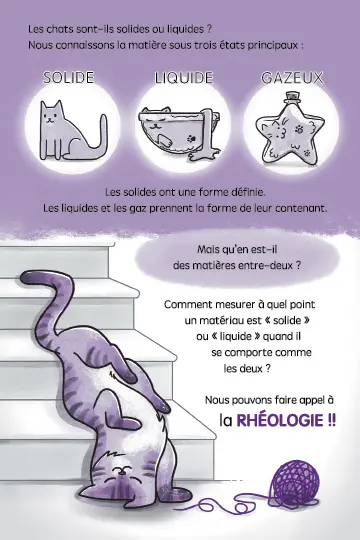 Les chats sont-ils solides ou liquides ?
Nous connaissons la matière sous trois états principaux :
SOLIDE
LIQUIDE
GAZEUX
Les solides ont une forme définie.
Les liquides et les gaz prennent la forme de leur contenant.
Mais qu'en est-il
des matières entre-deux ?
Comment mesurer à quel point
un matériau est « solide »
ou « liquide » quand il
se comporte comme
les deux ?
Nous pouvons faire appel à
la RHÉOLOGIE !!